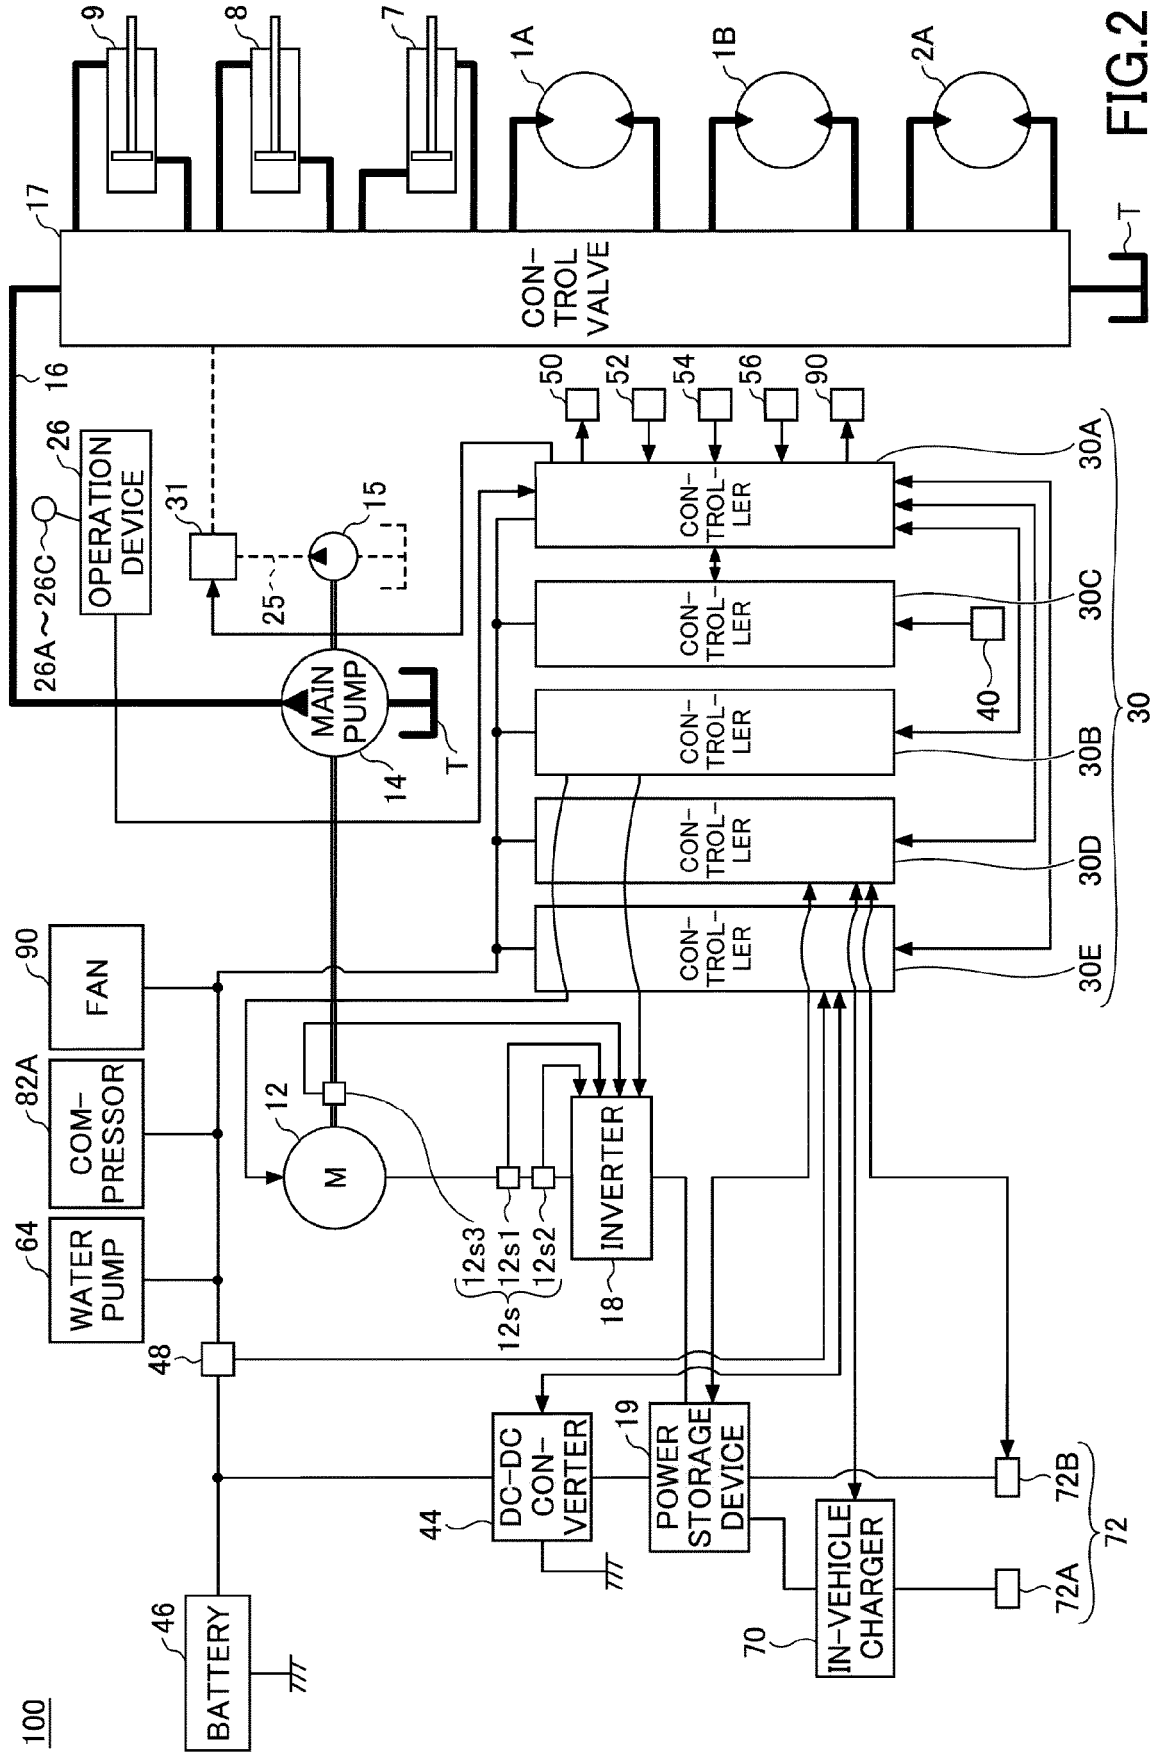 100
FIG.2
BATTERY
46
48
WATER
PUMP
64
COM-
PRESSOR
82A
FAN
90
26A～26C
OPERATION
DEVICE
26
16
17
9
8
7
1A
1B
2A
CON-
TROL
VALVE
T
M
12
12s3
12s1
12s2
12s
INVERTER
18
MAIN
PUMP
14
T
15
25
31
DC-DC
CON-
VERTER
44
POWER
STORAGE
DEVICE
19
IN-VEHICLE
CHARGER
70
72A
72B
72
CON-
TROL-
LER
30E
CON-
TROL-
LER
30D
CON-
TROL-
LER
30B
CON-
TROL-
LER
30C
CON-
TROL-
LER
30A
30
40
50
52
54
56
90